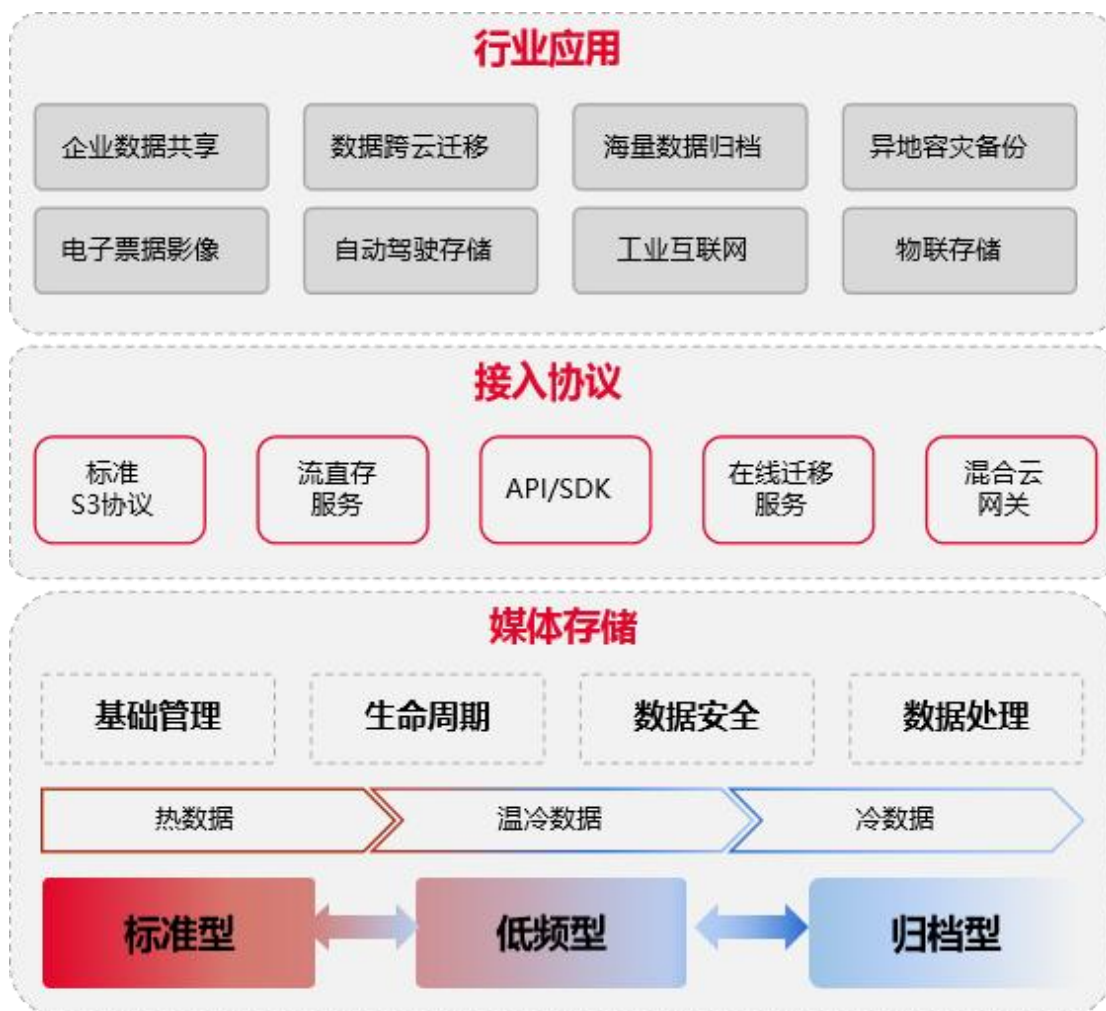 行业应用
企业数据共享
数据跨云迁移
海量数据归档
异地容灾备份
电子票据影像
自动驾驶存储
工业互联网
物联存储
接入协议
标准
S3协议
流直存
服务
API/SDK
在线迁移
服务
混合云
网关
媒体存储
基础管理
生命周期
数据安全
数据处理
热数据
温冷数据
冷数据
标准型
低频型
归档型